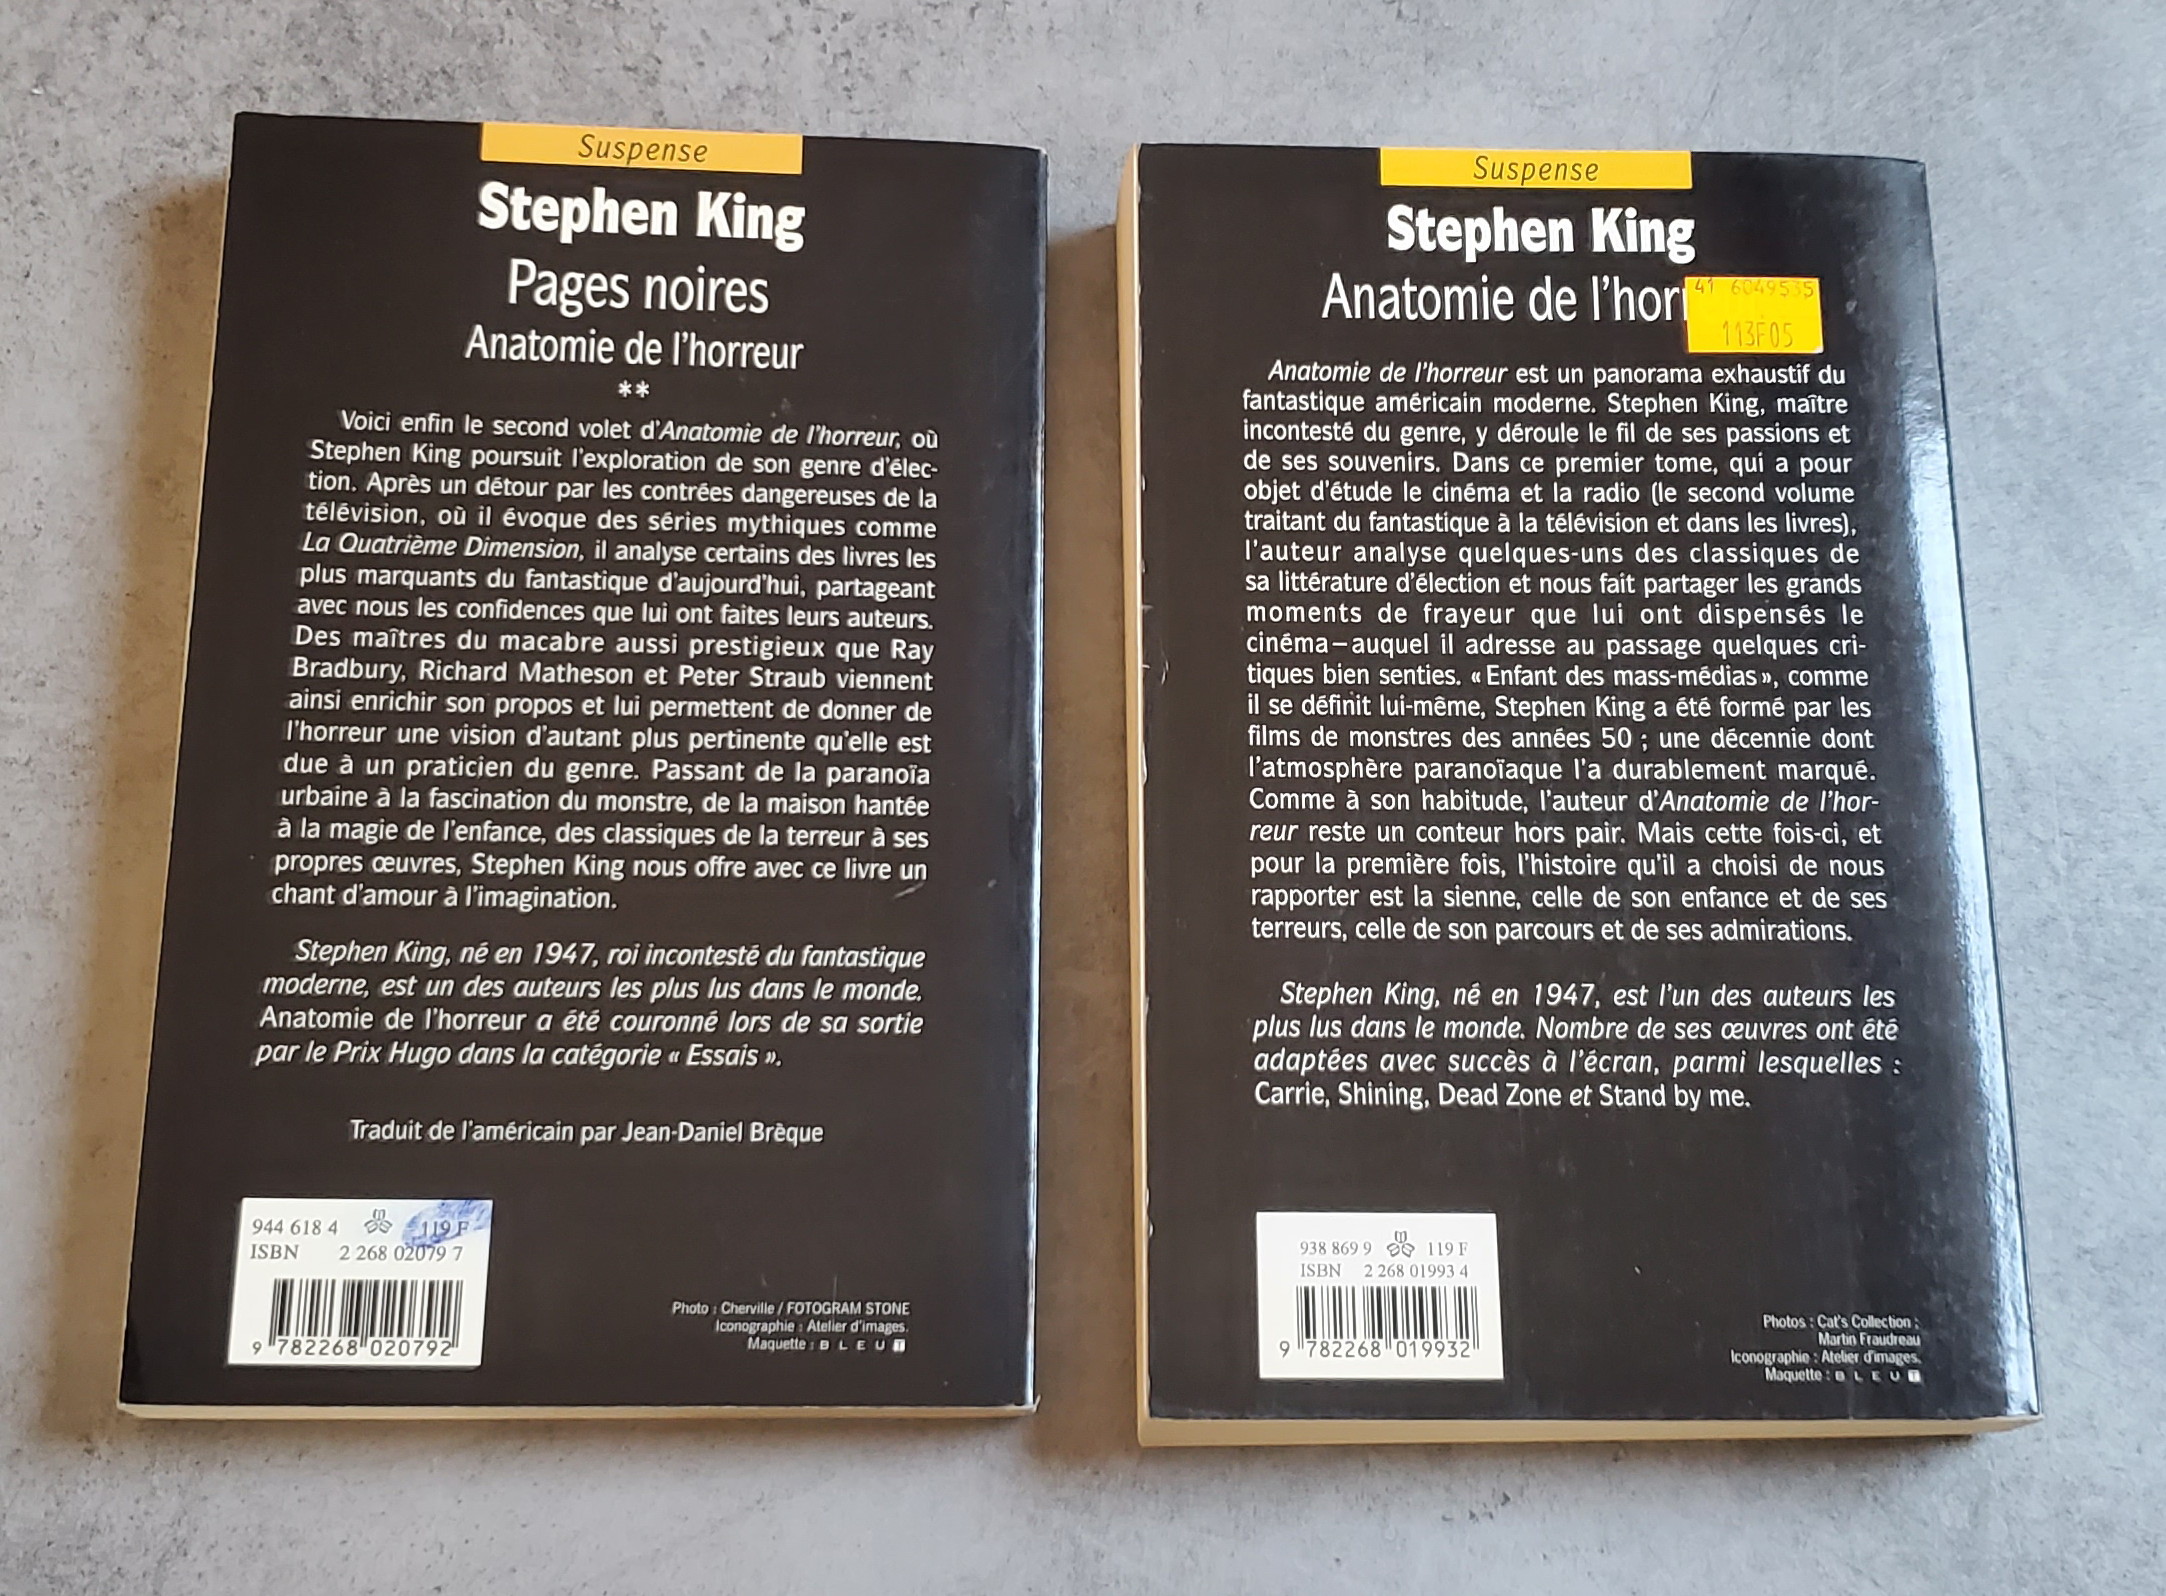 Suspense
Stephen King
Pages noires
Anatomie de l'horreur
**
Voici enfin le second volet d'Anatomie de l'horreur, où
Stephen King poursuit l'exploration de son genre d'élec-
tion. Après un détour par les contrées dangereuses de la
télévision, où il évoque des séries mythiques comme
La Quatrième Dimension, il analyse certains des livres les
plus marquants du fantastique d'aujourd'hui, partageant
avec nous les confidences que lui ont faites leurs auteurs.
Des maîtres du macabre aussi prestigieux que Ray
Bradbury, Richard Matheson et Peter Straub viennent
ainsi enrichir son propos et lui permettent de donner de
l'horreur une vision d'autant plus pertinente qu'elle est
due à un praticien du genre. Passant de la paranoïa
urbaine à la fascination du monstre, de la maison hantée
à la magie de l'enfance, des classiques de la terreur à ses
propres œuvres, Stephen King nous offre avec ce livre un
chant d'amour à l'imagination.
Stephen King, né en 1947, roi incontesté du fantastique
moderne, est un des auteurs les plus lus dans le monde.
Anatomie de l'horreur a été couronné lors de sa sortie
par le Prix Hugo dans la catégorie « Essais ».
Traduit de l'américain par Jean-Daniel Brèque
944 618 4 119 F
ISBN 2 268 02079 7
9 782268 020792
Photo : Cherville / FOTOGRAM STONE
Iconographie : Atelier d'images.
Maquette : BLEU T
Suspense
Stephen King
Anatomie de l'horr
41 6049535
113F05
Anatomie de l'horreur est un panorama exhaustif du
fantastique américain moderne. Stephen King, maître
incontesté du genre, y déroule le fil de ses passions et
de ses souvenirs. Dans ce premier tome, qui a pour
objet d'étude le cinéma et la radio (le second volume
traitant du fantastique à la télévision et dans les livres),
l'auteur analyse quelques-uns des classiques de
sa littérature d'élection et nous fait partager les grands
moments de frayeur que lui ont dispensés le
cinéma – auquel il adresse au passage quelques cri-
tiques bien senties. « Enfant des mass-médias », comme
il se définit lui-même, Stephen King a été formé par les
films de monstres des années 50 ; une décennie dont
l'atmosphère paranoïaque l'a durablement marqué.
Comme à son habitude, l'auteur d'Anatomie de l'hor-
reur reste un conteur hors pair. Mais cette fois-ci, et
pour la première fois, l'histoire qu'il a choisi de nous
rapporter est la sienne, celle de son enfance et de ses
terreurs, celle de son parcours et de ses admirations.
Stephen King, né en 1947, est l'un des auteurs les
plus lus dans le monde. Nombre de ses œuvres ont été
adaptées avec succès à l'écran, parmi lesquelles :
Carrie, Shining, Dead Zone et Stand by me.
938 869 9 119 F
ISBN 2 268 01993 4
9 782268 019932
Photos : Cat's Collection ;
Martin Fraudreau
Iconographie : Atelier d'images.
Maquette : BLEU T